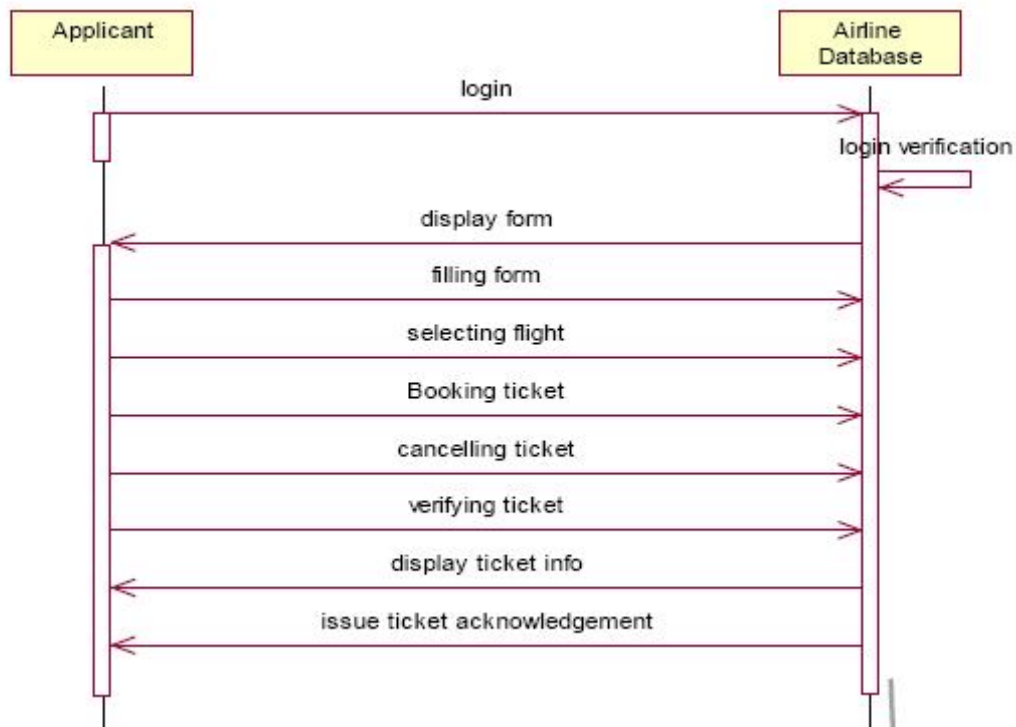 Applicant
Airline
Database
login
login verification
display form
filling form
selecting flight
Booking ticket
cancelling ticket
verifying ticket
display ticket info
issue ticket acknowledgement